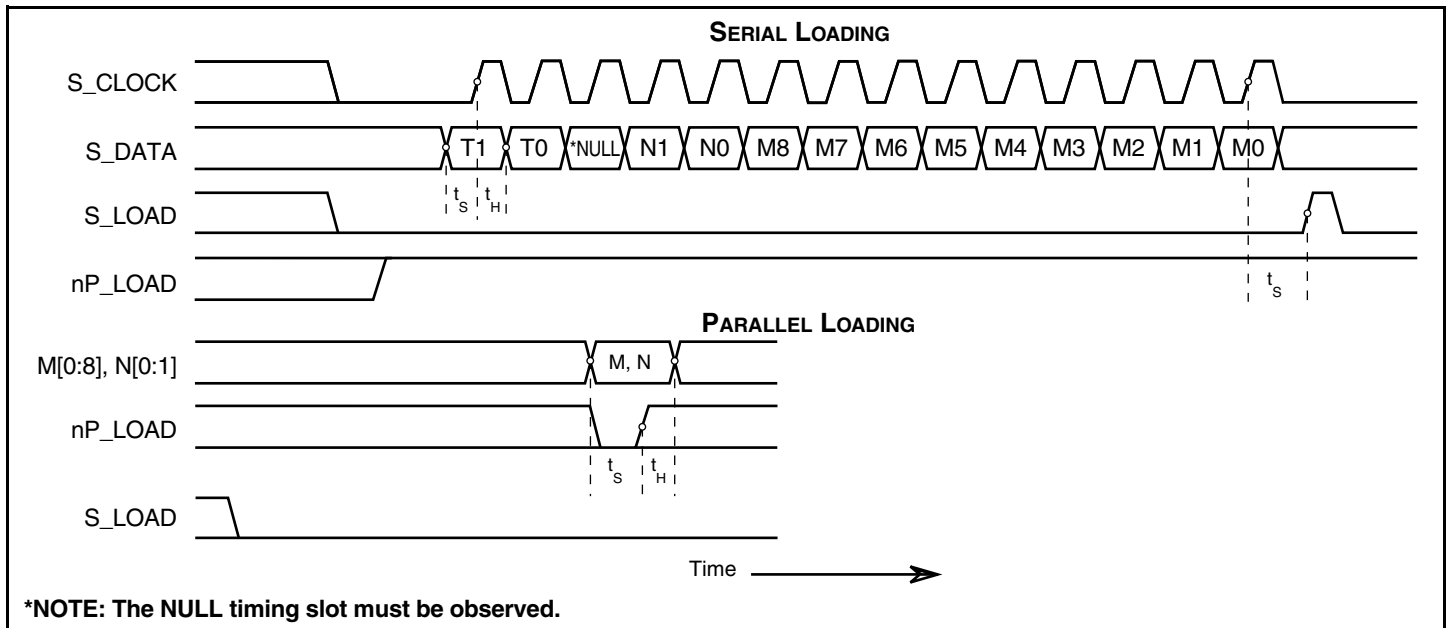 SERIAL LOADING
S_CLOCK
S_DATA T1 T0 *NULL N1 N0 M8 M7 M6 M5 M4 M3 M2 M1 M0
tS tH
S_LOAD
nP_LOAD
tS
PARALLEL LOADING
M[0:8], N[0:1] M, N
nP_LOAD
tS tH
S_LOAD
Time
*NOTE: The NULL timing slot must be observed.